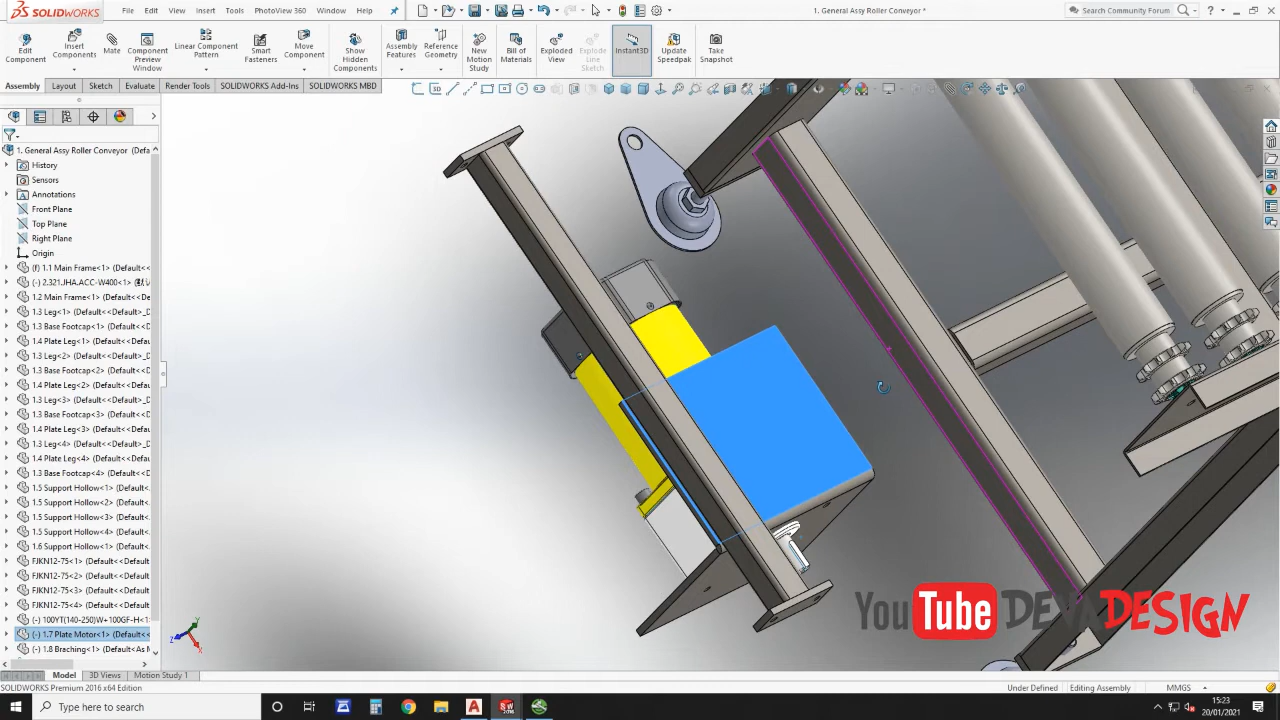 SOLIDWORKS
File Edit View Insert Tools PhotoView 360 Window Help
1. General Assy Roller Conveyor *
Search Community Forum
Edit Component
Insert Components
Mate
Component Preview Window
Linear Component Pattern
Smart Fasteners
Move Component
Show Hidden Components
Assembly Features
Reference Geometry
New Motion Study
Bill of Materials
Exploded View
Explode Line Sketch
Instant3D
Update Speedpak
Take Snapshot
Assembly Layout Sketch Evaluate Render Tools SOLIDWORKS Add-Ins SOLIDWORKS MBD
1. General Assy Roller Conveyor (Defa
History
Sensors
Annotations
Front Plane
Top Plane
Right Plane
Origin
(f) 1.1 Main Frame<1> (Default<<
(-) 2.321.JHA.ACC-W400<1>
1.2 Main Frame<1> (Default<<D
1.3 Leg<1> (Default<<Default>_D
1.3 Base Footcap<1> (Default<<D
1.4 Plate Leg<1> (Default<<Defau
1.3 Leg<2> (Default<<Default>_D
1.3 Base Footcap<2> (Default<<D
1.4 Plate Leg<2> (Default<<Defau
1.3 Leg<3> (Default<<Default>_D
1.3 Base Footcap<3> (Default<<D
1.4 Plate Leg<3> (Default<<Defau
1.3 Leg<4> (Default<<Default>_D
1.4 Plate Leg<4> (Default<<Defau
1.3 Base Footcap<4> (Default<<D
1.5 Support Hollow<1> (Default<
1.5 Support Hollow<2> (Default<
1.5 Support Hollow<3> (Default<
1.5 Support Hollow<4> (Default<
1.6 Support Hollow<1> (Default<
FJKN12-75<1> (Default<<Default
FJKN12-75<2> (Default<<Default
FJKN12-75<3> (Default<<Default
FJKN12-75<4> (Default<<Default
(-) 100YT(140-250)W+100GF-H<1>
(-) 1.7 Plate Motor<1> (Default<<
(-) 1.8 Braching<1> (Default<As M
YouTube DEVADESIGN
Model 3D Views Motion Study 1
SOLIDWORKS Premium 2016 x64 Edition
Under Defined Editing Assembly MMGS
Type here to search
15:23
20/01/2021